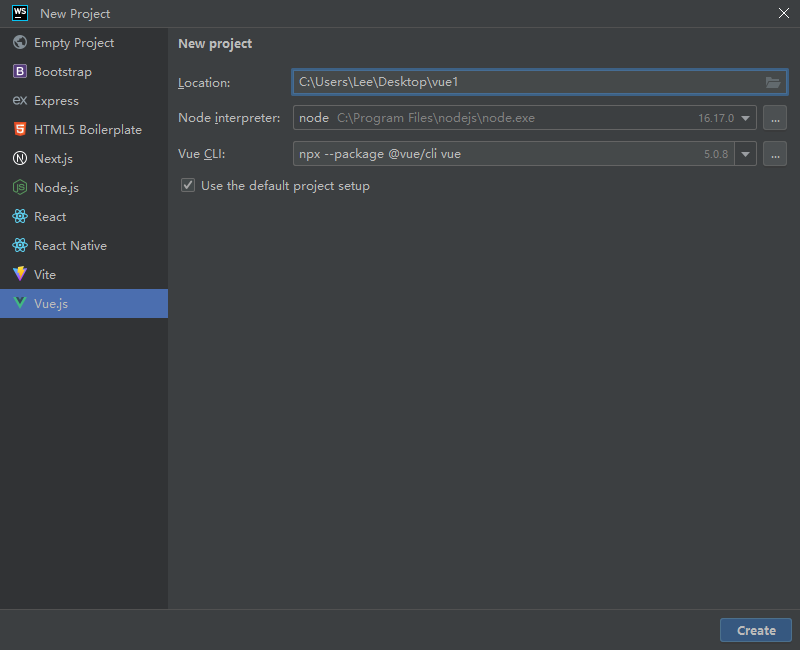 WS New Project
Empty Project
B Bootstrap
ex Express
5 HTML5 Boilerplate
N Next.js
JS Node.js
React
React Native
Vite
Vue.js
New project
Location: C:\Users\Lee\Desktop\vue1
Node interpreter: node C:\Program Files\nodejs\node.exe 16.17.0 ...
Vue CLI: npx --package @vue/cli vue 5.0.8 ...
Use the default project setup
Create